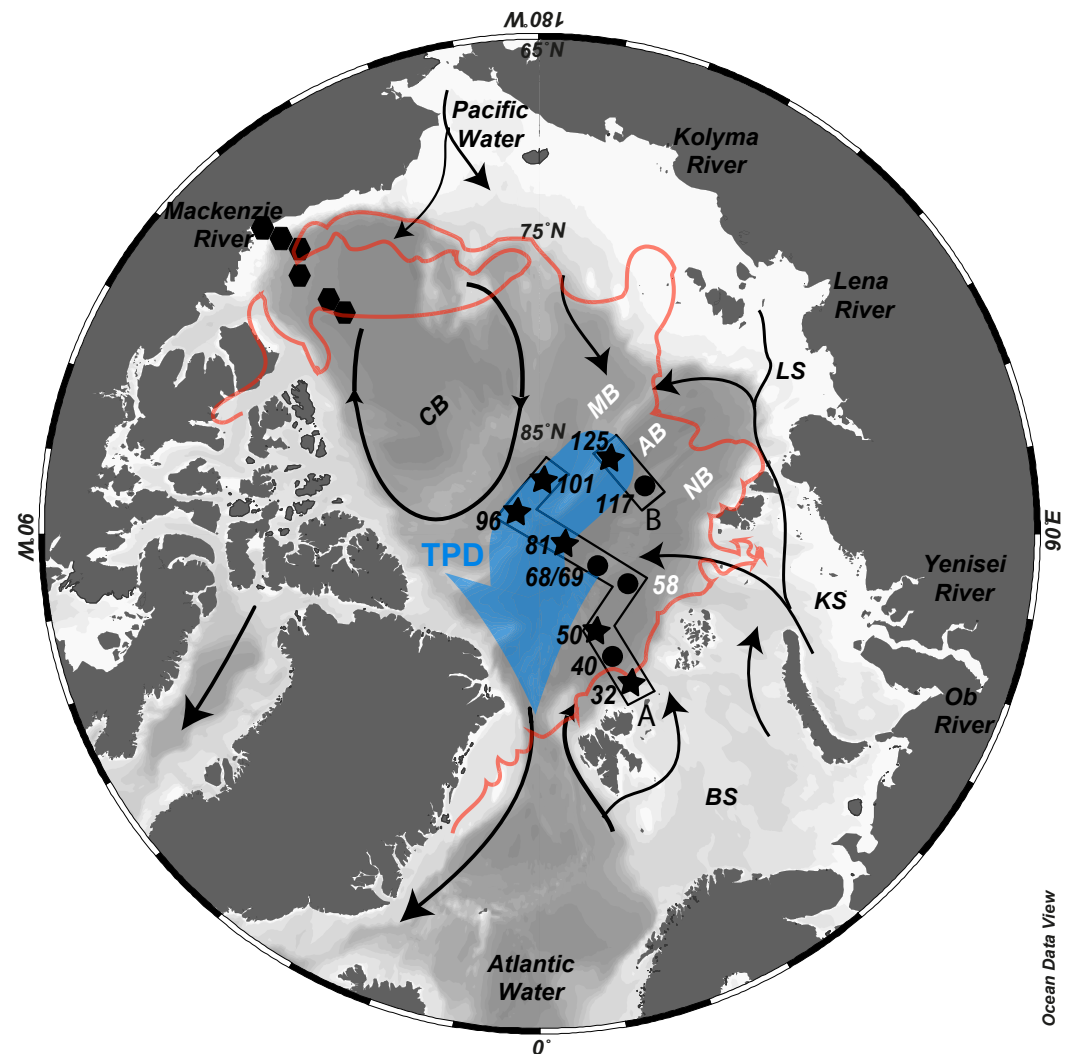 180°W
65°N
Pacific
Water
Kolyma
River
Mackenzie
River
75°N
Lena
River
LS
CB
MB
85°N
AB
125
NB
101
117
B
96
90°W
90°E
81
TPD
68/69
58
Yenisei
River
KS
50
40
32
A
Ob
River
BS
Atlantic
Water
0°
Ocean Data View